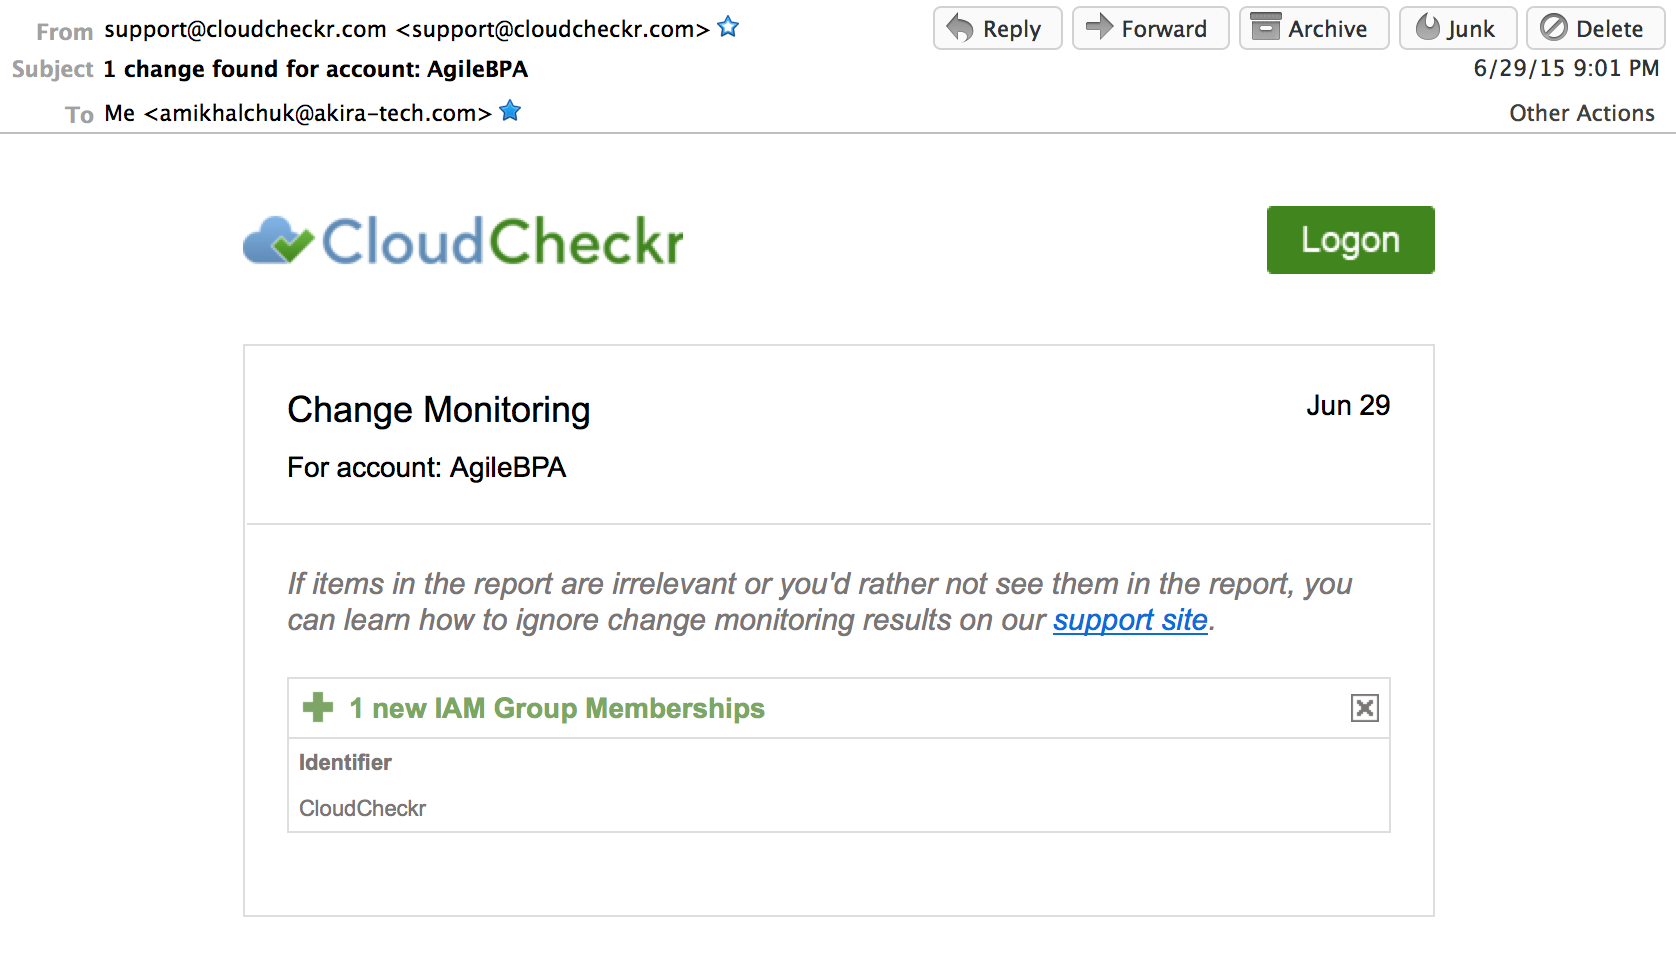 From support@cloudcheckr.com <support@cloudcheckr.com> Reply Forward Archive Junk Delete
Subject 1 change found for account: AgileBPA 6/29/15 9:01 PM
To Me <amikhalchuk@akira-tech.com> Other Actions
CloudCheckr Logon
Change Monitoring Jun 29
For account: AgileBPA
If items in the report are irrelevant or you'd rather not see them in the report, you
can learn how to ignore change monitoring results on our support site.
1 new IAM Group Memberships
Identifier
CloudCheckr